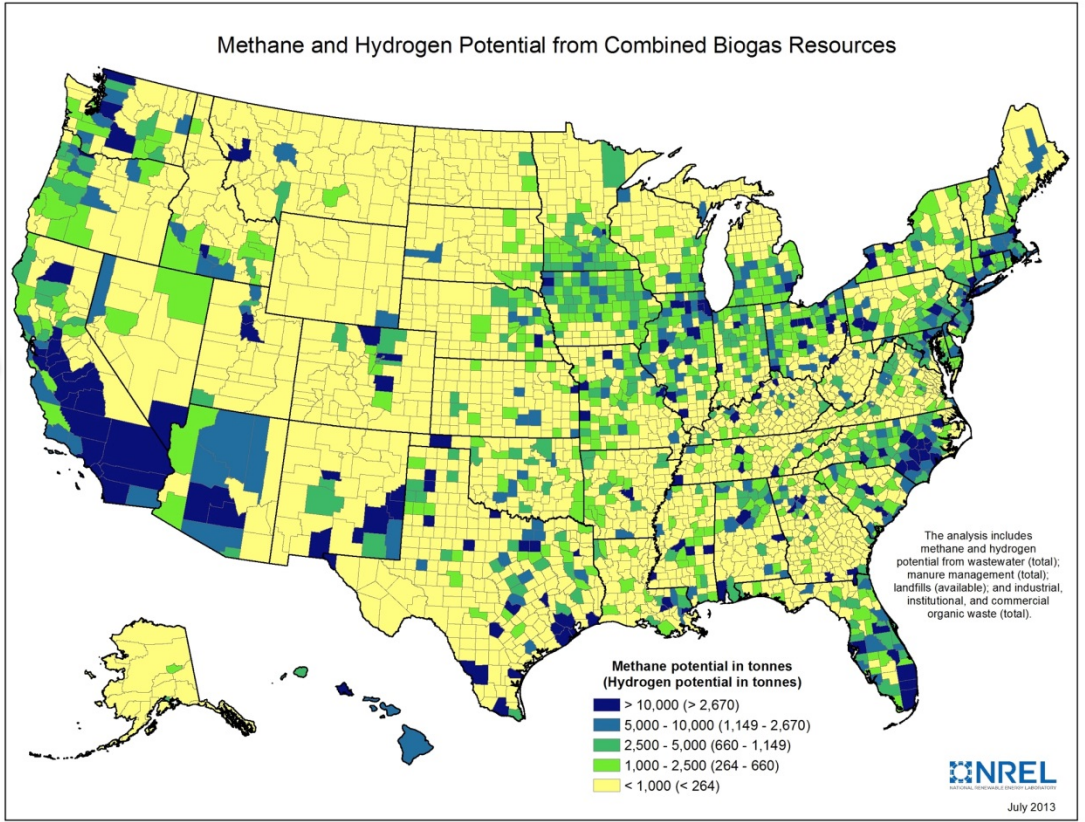 Methane and Hydrogen Potential from Combined Biogas Resources
The analysis includes
methane and hydrogen
potential from wastewater (total);
manure management (total);
landfills (available); and industrial,
institutional, and commercial
organic waste (total).
Methane potential in tonnes
(Hydrogen potential in tonnes)
> 10,000 (> 2,670)
5,000 - 10,000 (1,149 - 2,670)
2,500 - 5,000 (660 - 1,149)
1,000 - 2,500 (264 - 660)
< 1,000 (< 264)
NREL
NATIONAL RENEWABLE ENERGY LABORATORY
July 2013